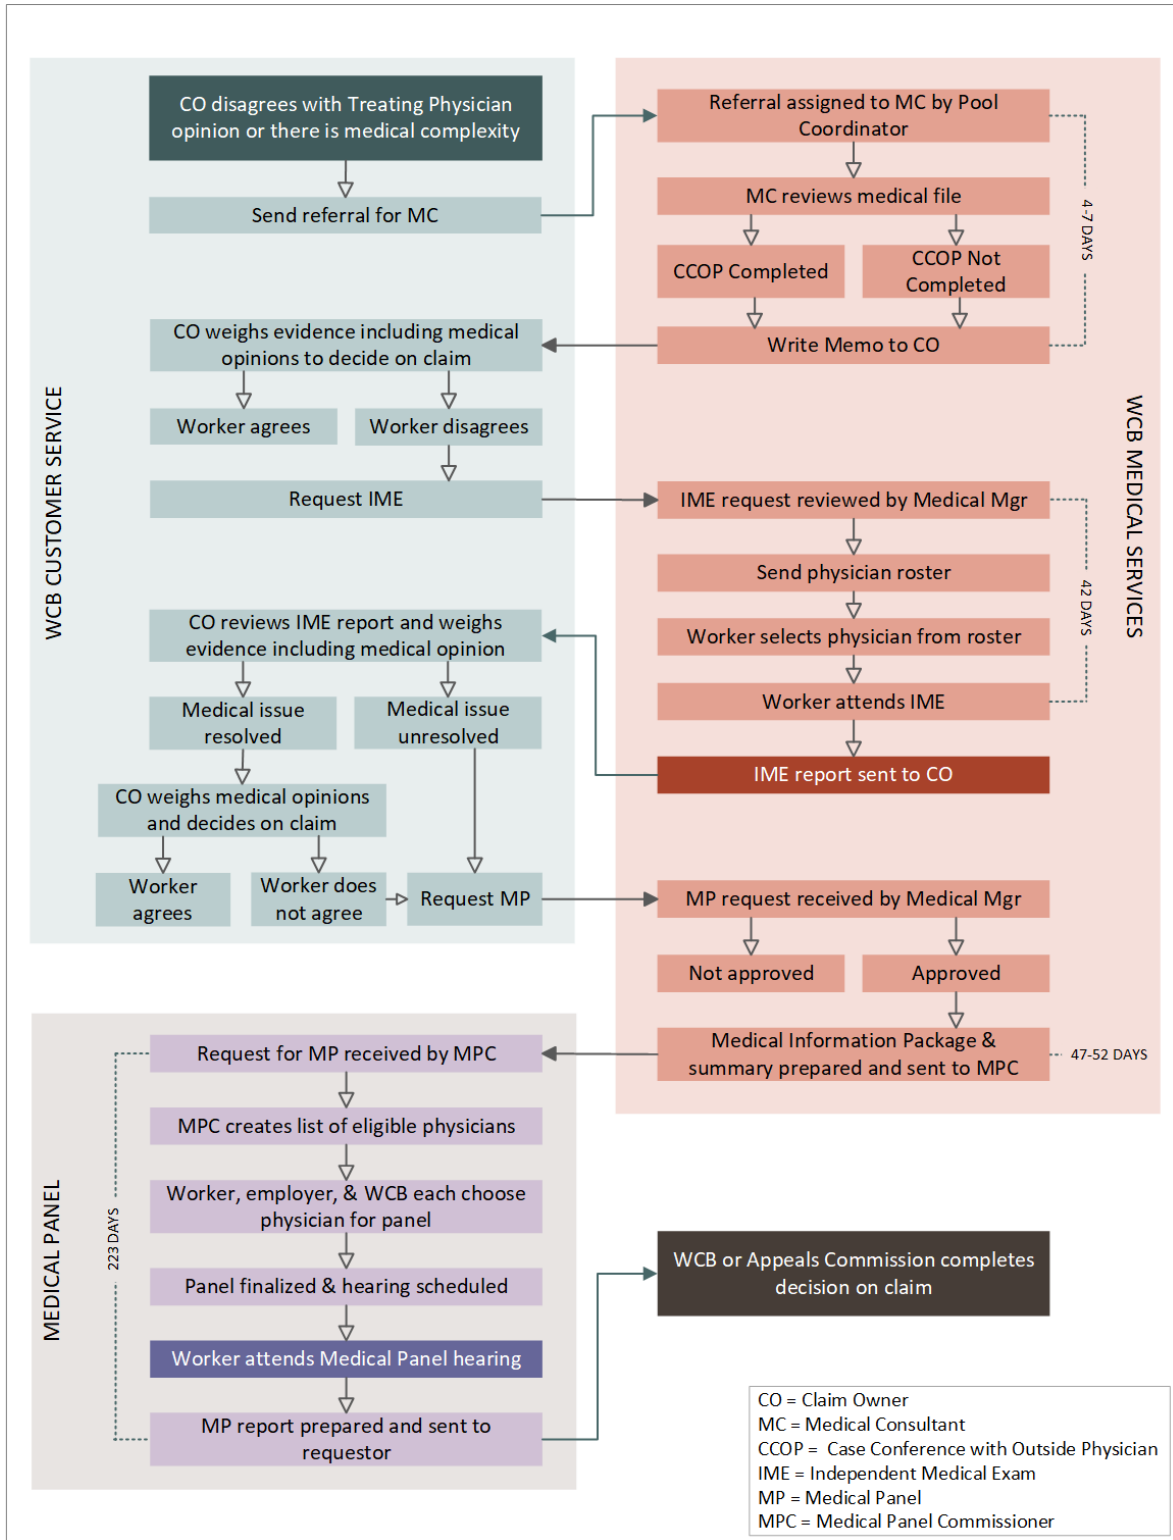 WCB CUSTOMER SERVICE
CO disagrees with Treating Physician
opinion or there is medical complexity
Send referral for MC
CO weighs evidence including medical
opinions to decide on claim
Worker agrees
Worker disagrees
Request IME
CO reviews IME report and weighs
evidence including medical opinion
Medical issue
resolved
Medical issue
unresolved
CO weighs medical opinions
and decides on claim
Worker
agrees
Worker does
not agree
Request MP
WCB MEDICAL SERVICES
Referral assigned to MC by Pool
Coordinator
MC reviews medical file
CCOP Completed
CCOP Not
Completed
Write Memo to CO
4-7 DAYS
IME request reviewed by Medical Mgr
Send physician roster
Worker selects physician from roster
Worker attends IME
42 DAYS
IME report sent to CO
MP request received by Medical Mgr
Not approved
Approved
Medical Information Package &
summary prepared and sent to MPC
47-52 DAYS
MEDICAL PANEL
223 DAYS
Request for MP received by MPC
MPC creates list of eligible physicians
Worker, employer, & WCB each choose
physician for panel
Panel finalized & hearing scheduled
Worker attends Medical Panel hearing
MP report prepared and sent to
requestor
WCB or Appeals Commission completes
decision on claim
CO = Claim Owner
MC = Medical Consultant
CCOP = Case Conference with Outside Physician
IME = Independent Medical Exam
MP = Medical Panel
MPC = Medical Panel Commissioner